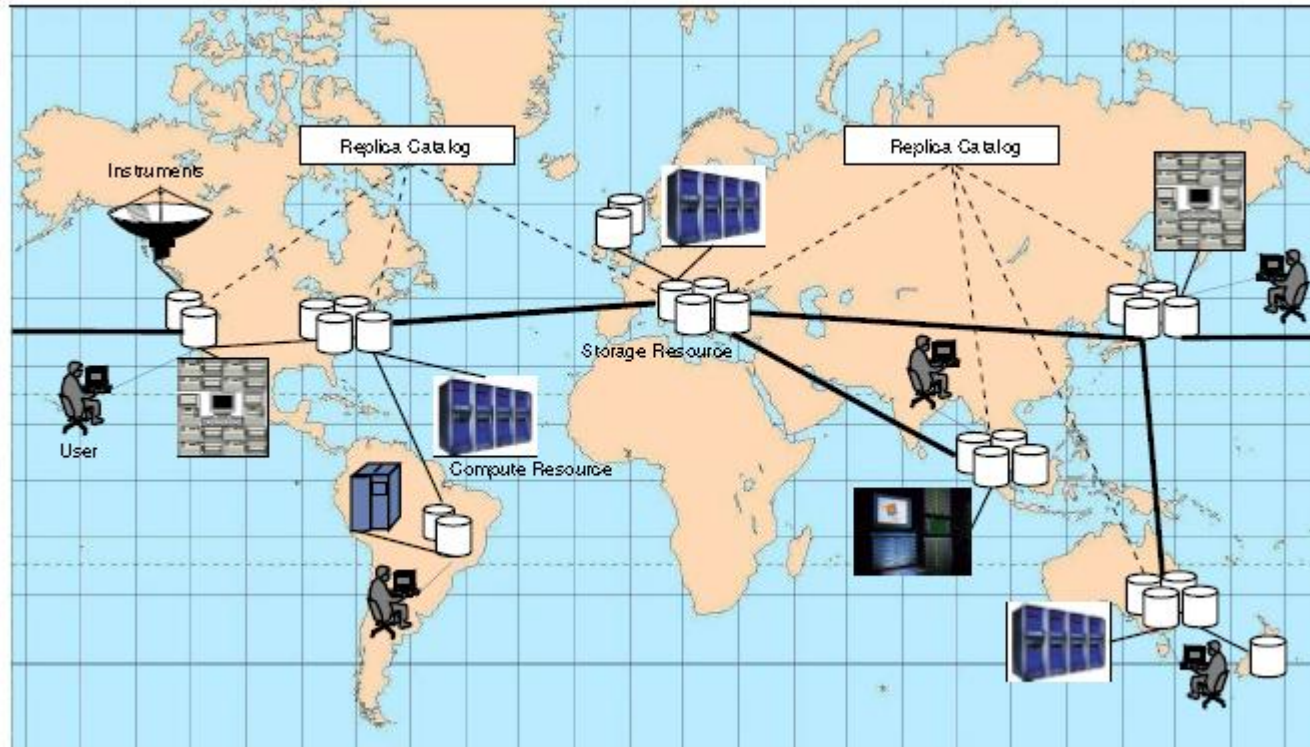 Replica Catalog
Replica Catalog
Instruments
Storage Resource
User
Compute Resource